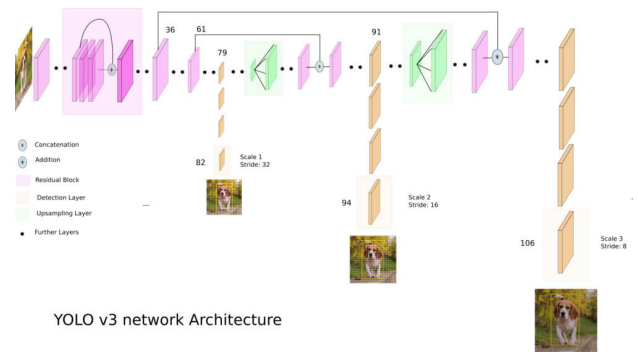 36
61
79
91
82
Scale 1
Stride: 32
94
Scale 2
Stride: 16
106
Scale 3
Stride: 8
Concatenation
Addition
Residual Block
Detection Layer
Upsampling Layer
Further Layers
YOLO v3 network Architecture